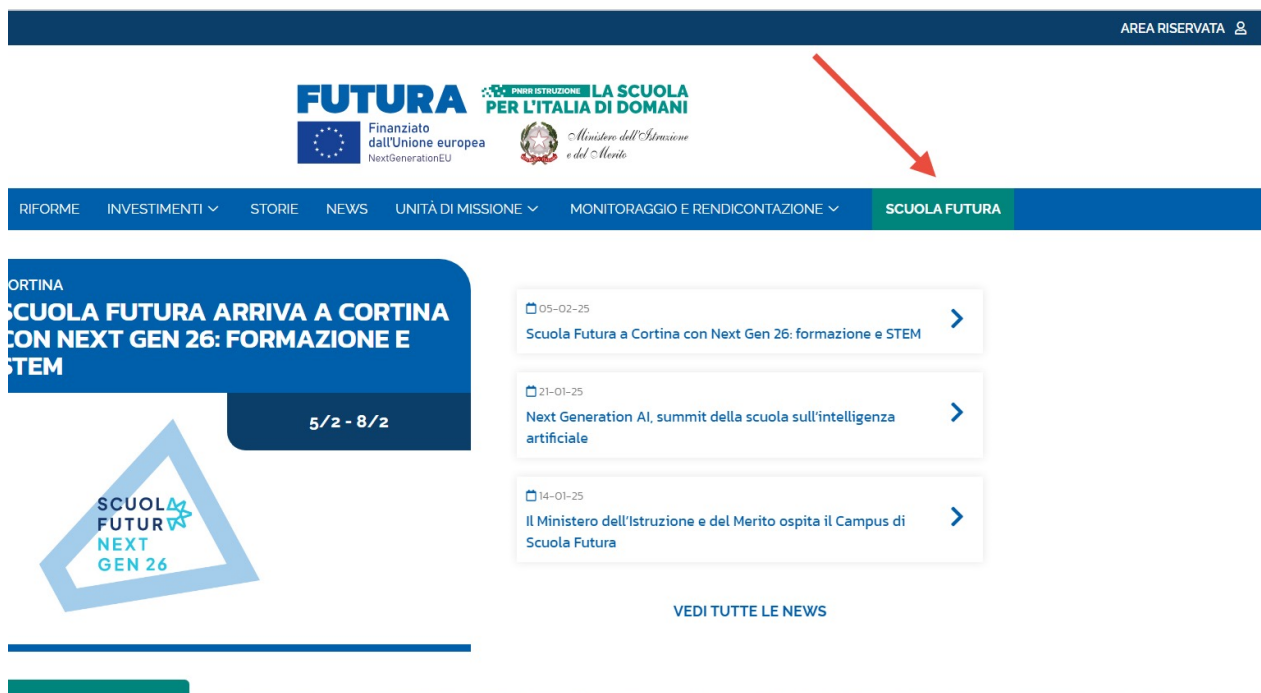 AREA RISERVATA
FUTURA
PNRR ISTRUZIONE LA SCUOLA
PER L'ITALIA DI DOMANI
Finanziato
dall'Unione europea
NextGenerationEU
Ministero dell'Istruzione
e del Merito
RIFORME INVESTIMENTI STORIE NEWS UNITÀ DI MISSIONE MONITORAGGIO E RENDICONTAZIONE SCUOLA FUTURA
ORTINA
SCUOLA FUTURA ARRIVA A CORTINA
CON NEXT GEN 26: FORMAZIONE E
STEM
5/2 - 8/2
SCUOLA
FUTURA
NEXT
GEN 26
05-02-25
Scuola Futura a Cortina con Next Gen 26: formazione e STEM
21-01-25
Next Generation AI, summit della scuola sull'intelligenza
artificiale
14-01-25
Il Ministero dell'Istruzione e del Merito ospita il Campus di
Scuola Futura
VEDI TUTTE LE NEWS